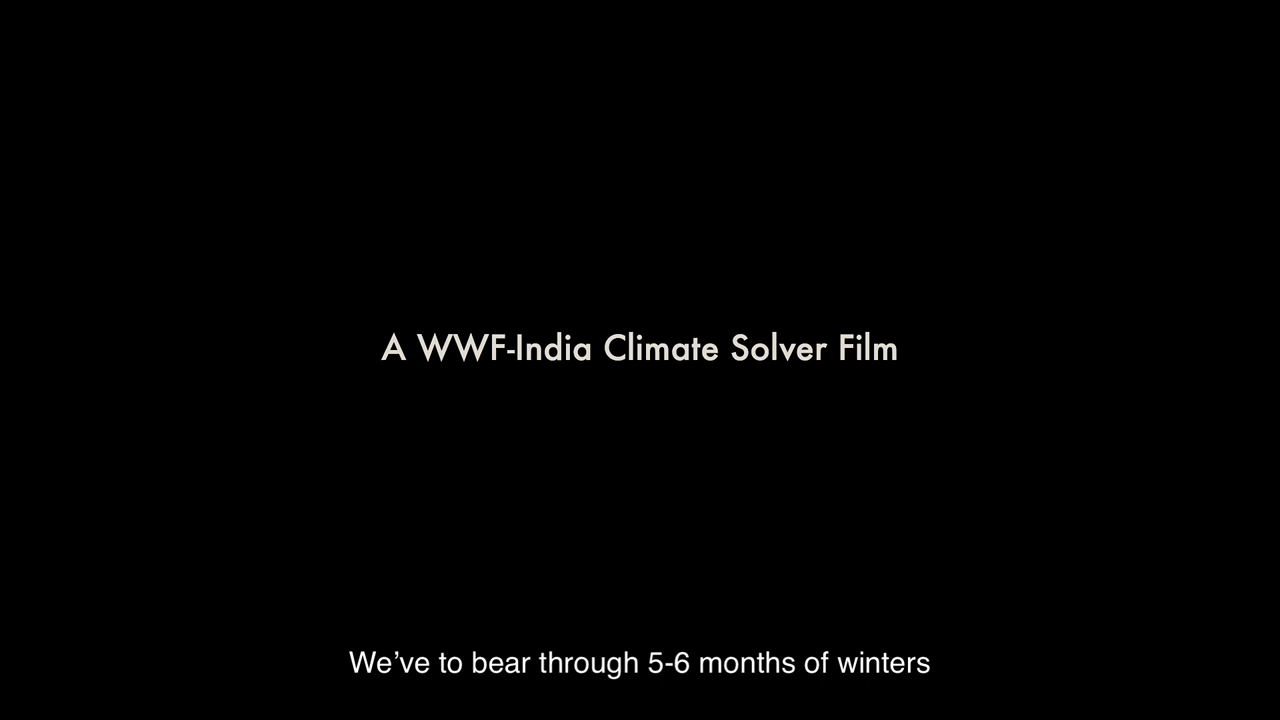 A WWF-India Climate Solver Film
We’ve to bear through 5-6 months of winters